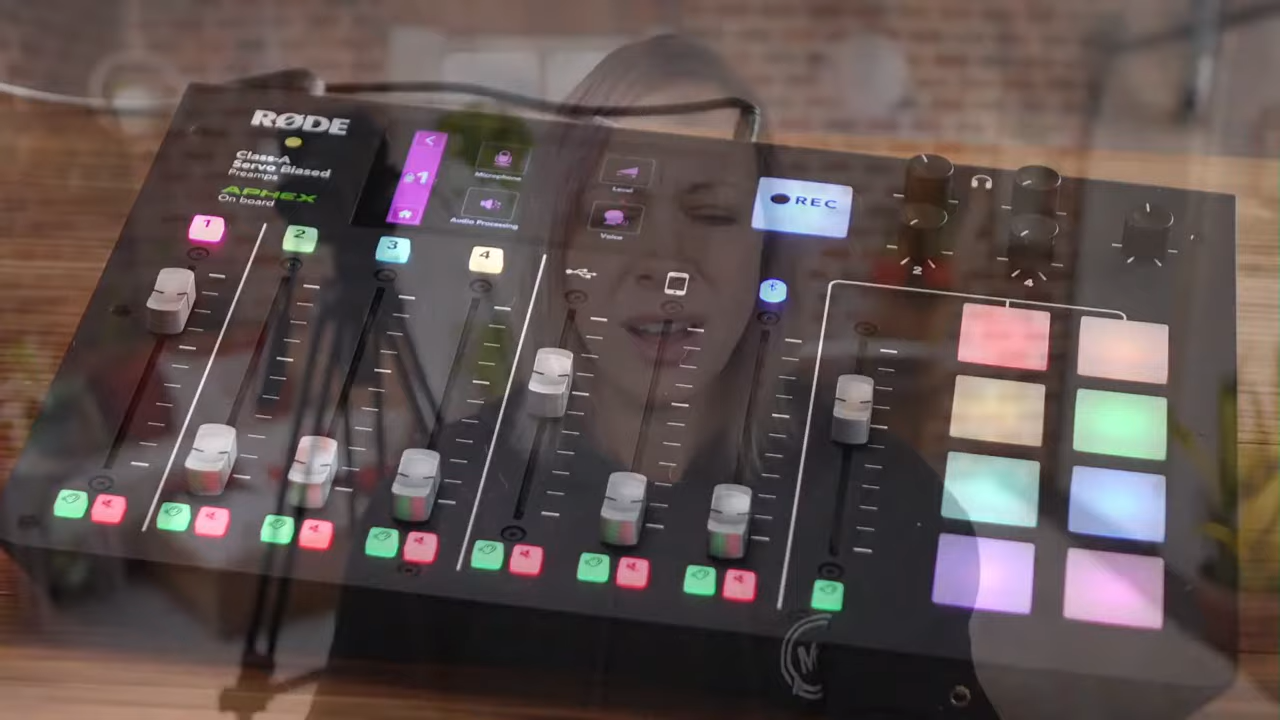 RØDE
Class-A
Servo Biased
Preamps
APHEX
On board
1
Microphone
Audio Processing
Level
Voice
REC
1
2
3
4
2
4
M